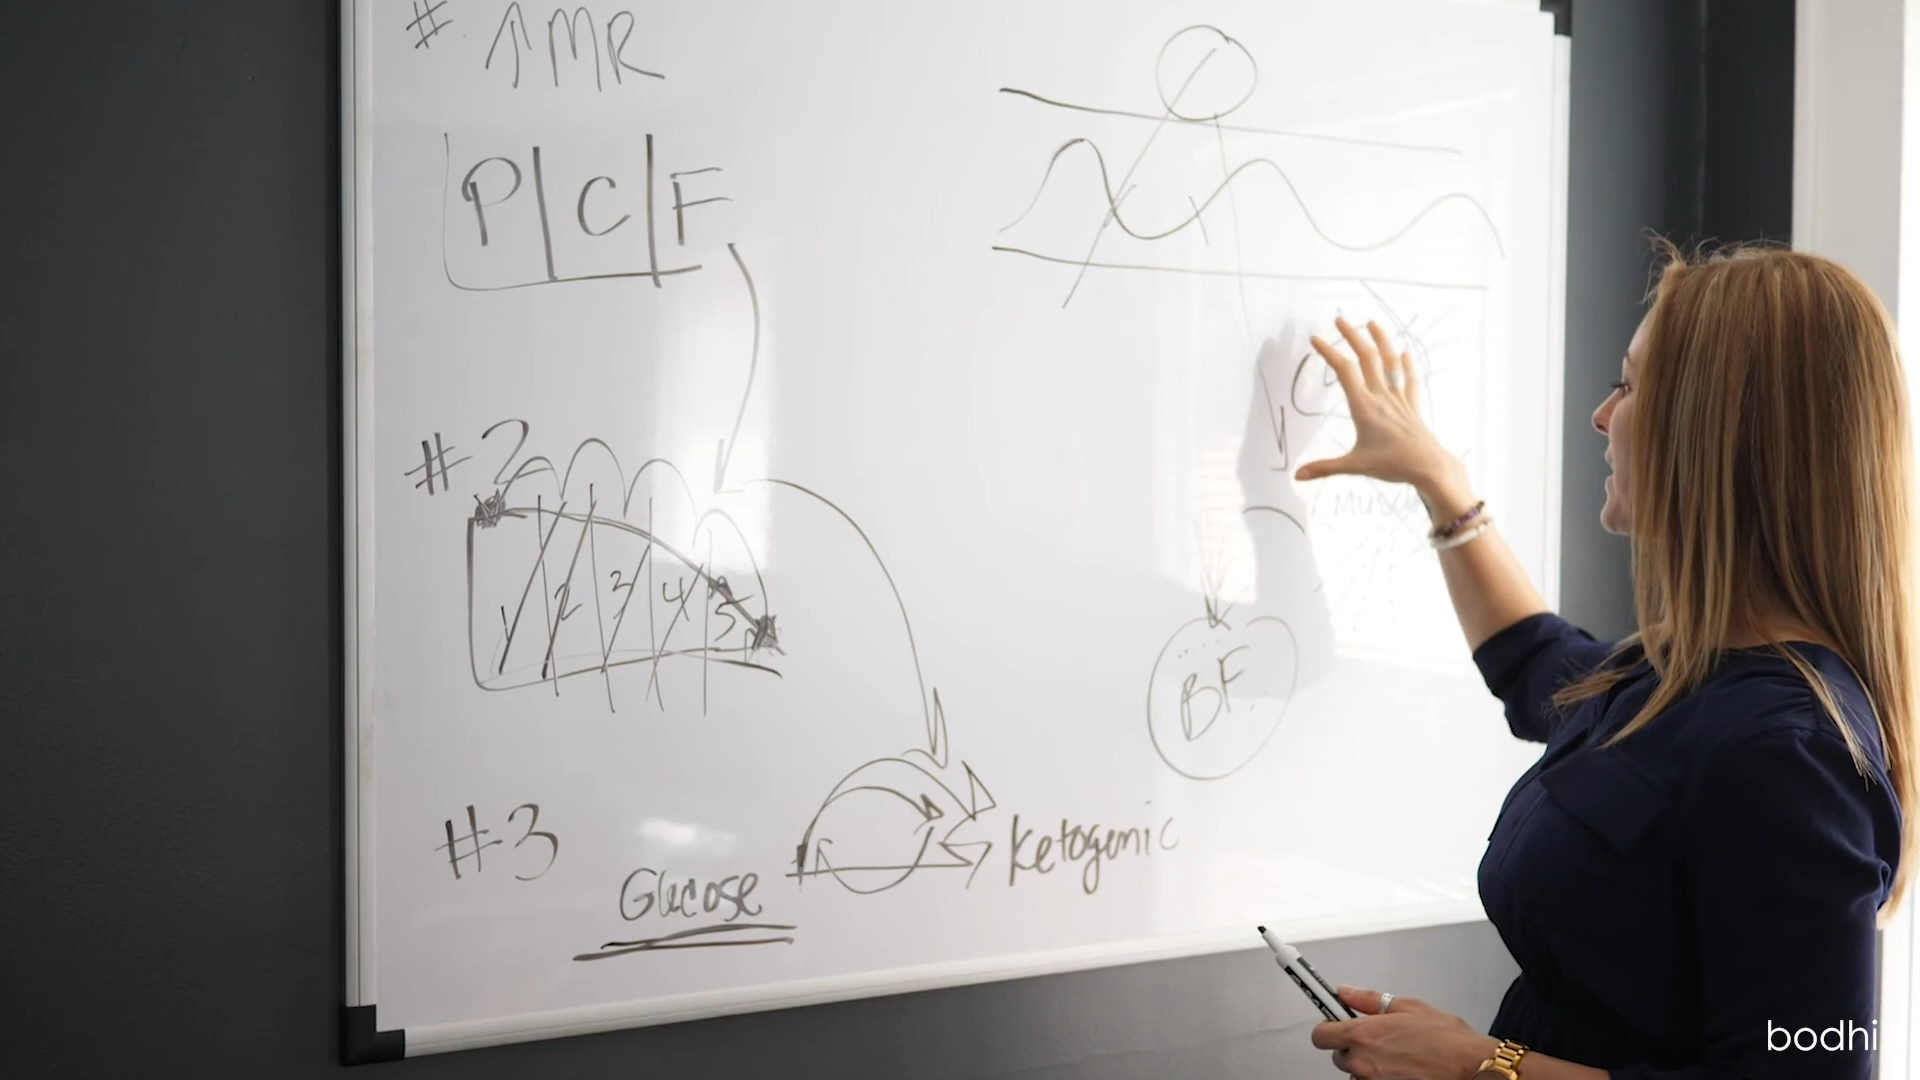 # ↑MR
P C F
#2
1 2 3 4 5
#3
Glucose
Ketogenic
BF
bodhi